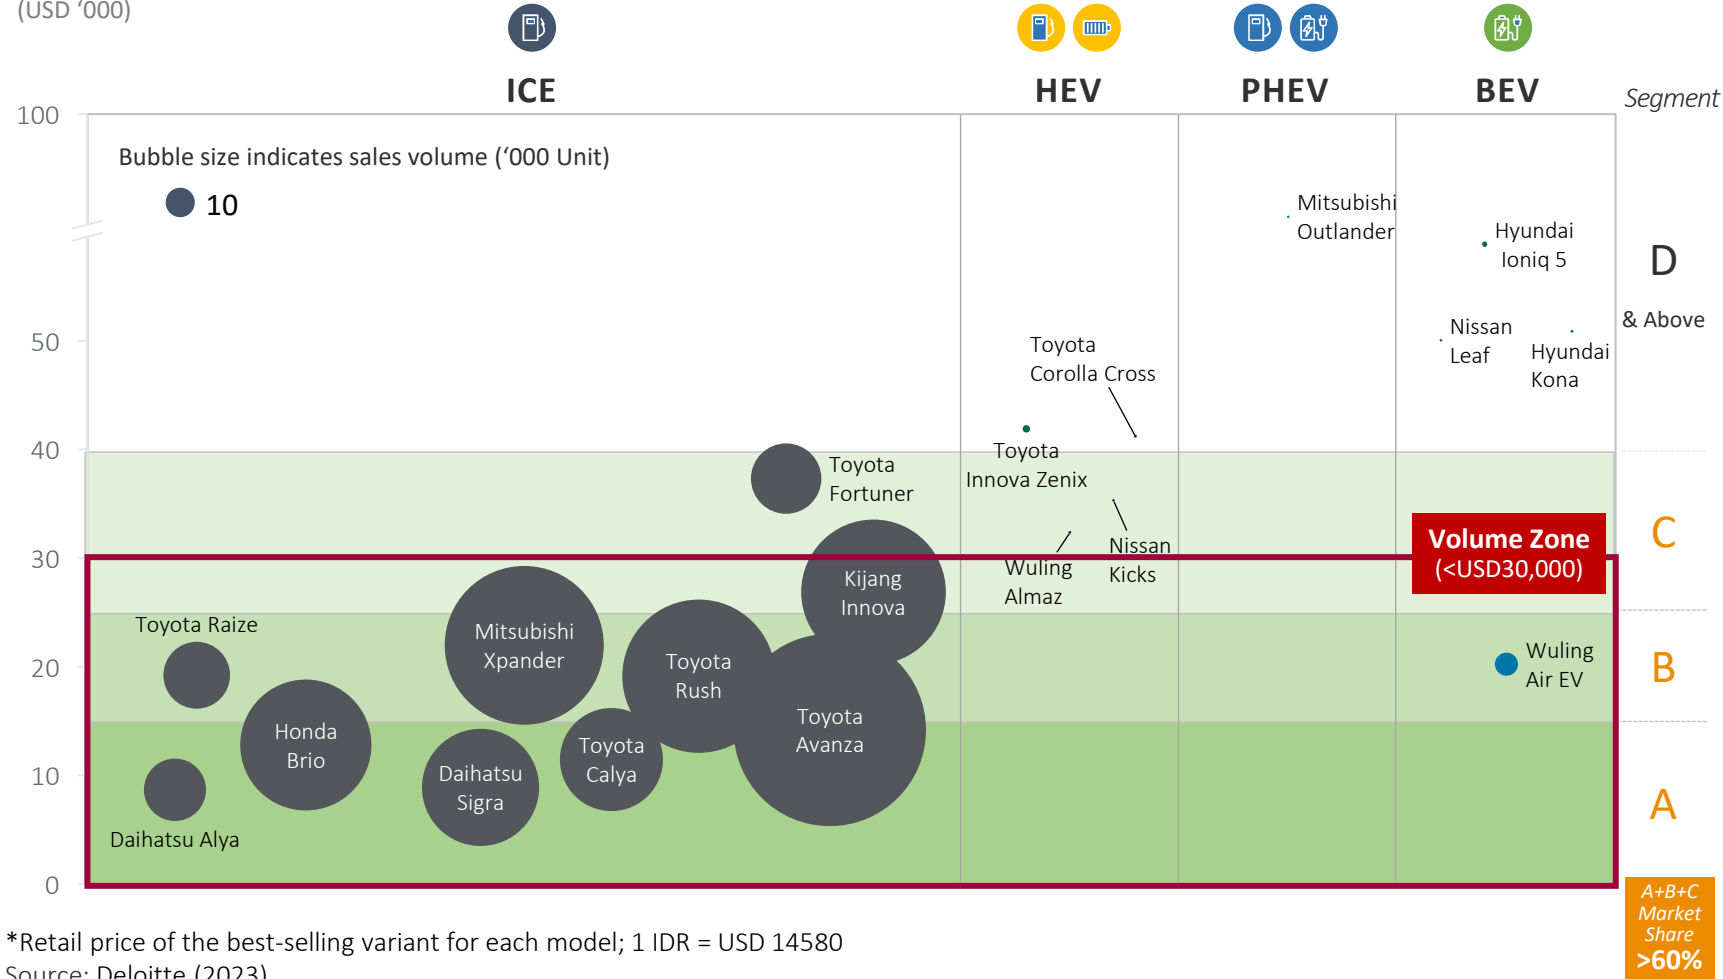 (USD ‘000)
ICE
HEV
PHEV
BEV
Segment
100
Bubble size indicates sales volume (‘000 Unit)
10
Mitsubishi
Outlander
Hyundai
Ioniq 5
D
& Above
50
Nissan
Leaf
Hyundai
Kona
Toyota
Corolla Cross
40
Toyota
Innova Zenix
Toyota
Fortuner
C
Volume Zone
(<USD30,000)
30
Nissan
Kicks
Wuling
Almaz
Kijang
Innova
Toyota Raize
Mitsubishi
Xpander
Toyota
Rush
20
Wuling
Air EV
B
Honda
Brio
Toyota
Avanza
Toyota
Calya
Daihatsu
Sigra
10
A
Daihatsu Alya
0
A+B+C
Market
Share
>60%
*Retail price of the best-selling variant for each model; 1 IDR = USD 14580
Source: Deloitte (2023)